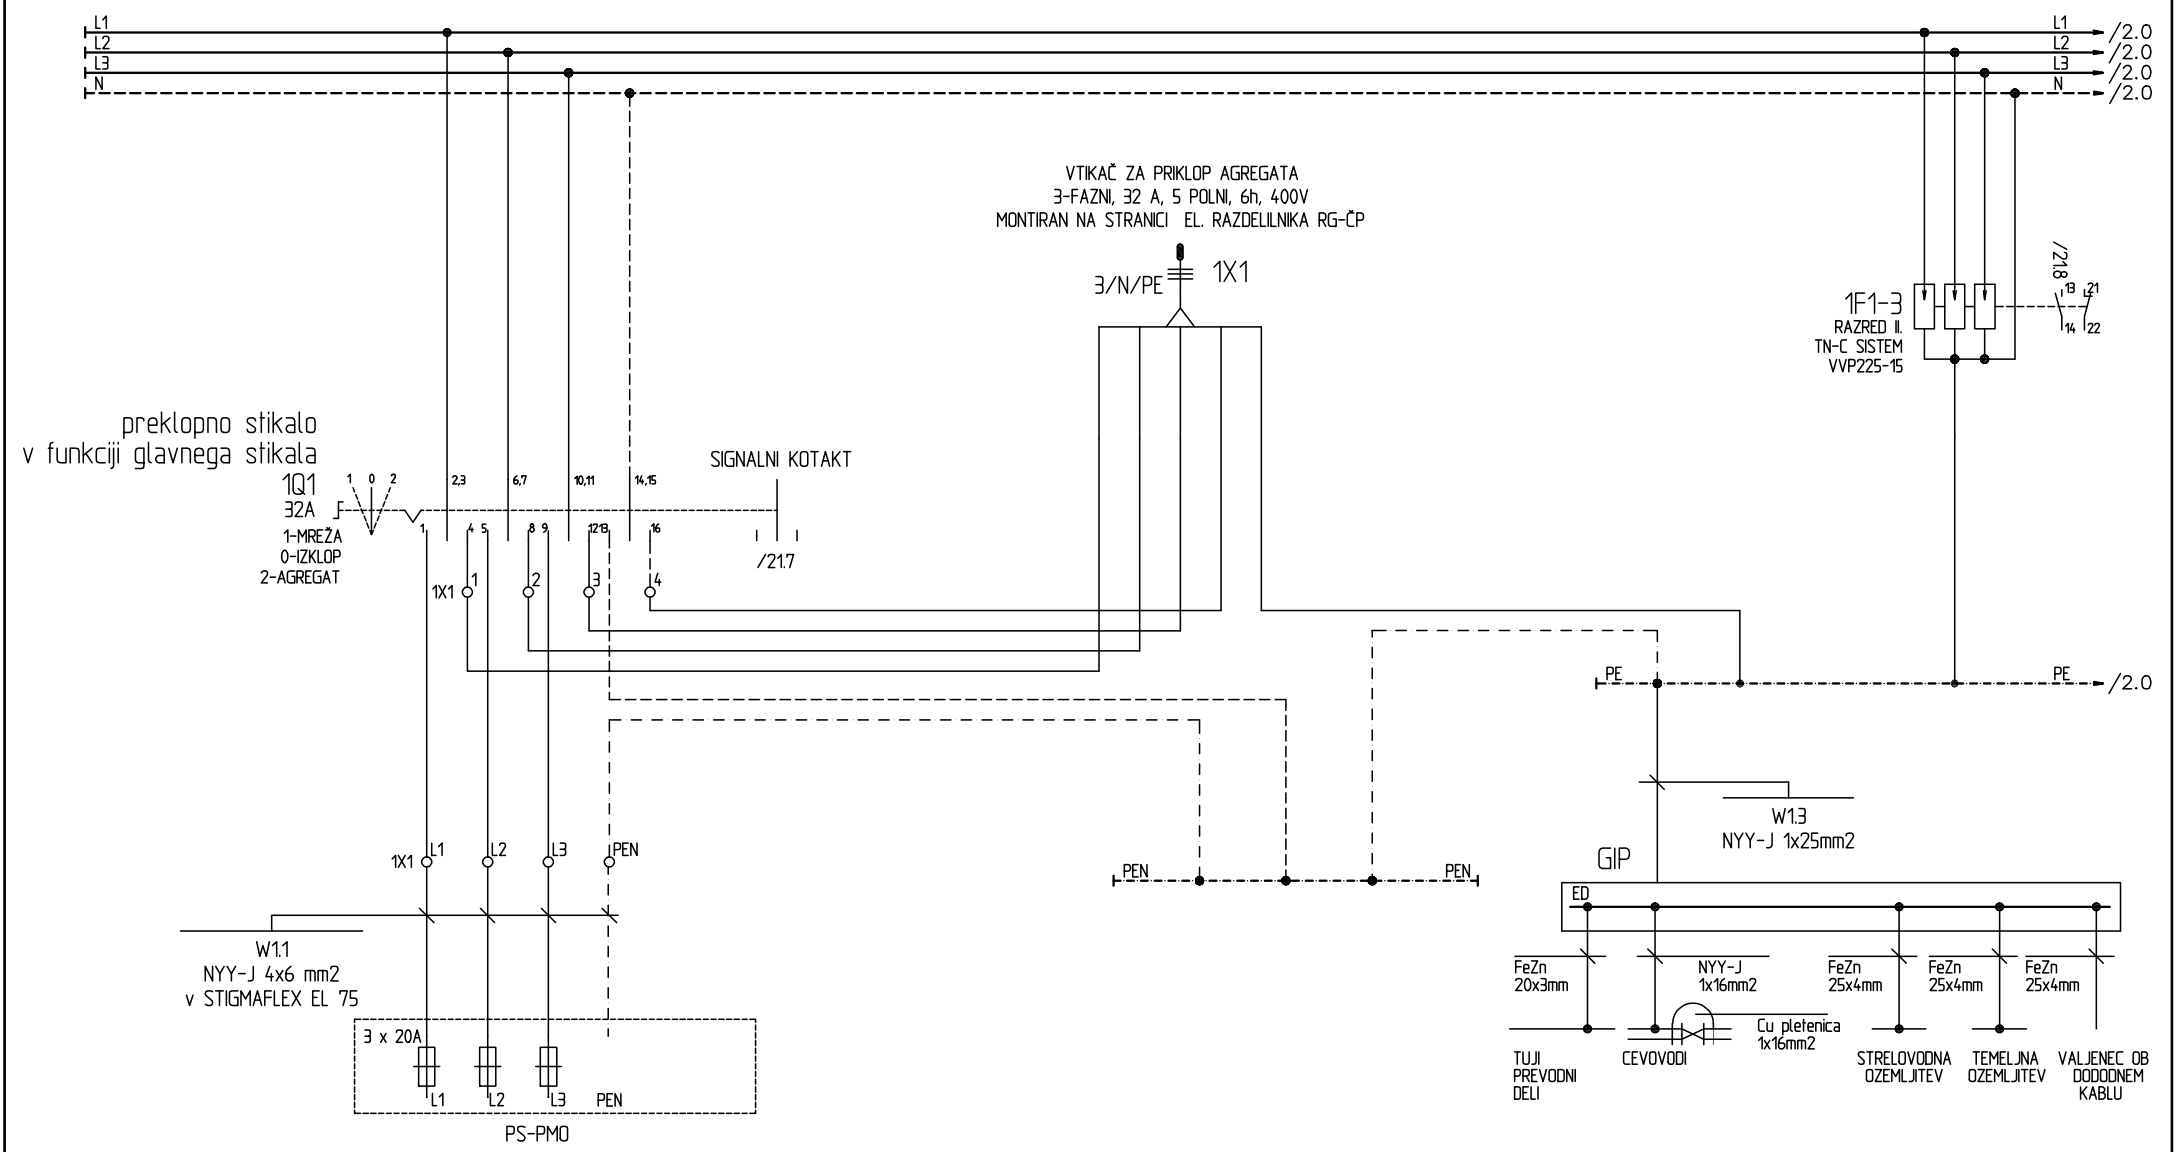 L1
L2
L3
N
L1
L2
L3
N
/2.0
/2.0
/2.0
/2.0
VTIKAČ ZA PRIKLOP AGREGATA
3-FAZNI, 32 A, 5 POLNI, 6h, 400V
MONTIRAN NA STRANICI EL. RAZDELILNIKA RG-ČP
3/N/PE
1X1
/21.8
13
21
14
22
1F1-3
RAZRED II.
TN-C SISTEM
VVP225-15
preklopno stikalo
v funkciji glavnega stikala
1Q1
32A
1-MREŽA
0-IZKLOP
2-AGREGAT
1 0 2
2,3
6,7
10,11
14,15
SIGNALNI KOTAKT
/21.7
1
4
5
8
9
12
13
16
1X1
1
2
3
4
PE
PE
/2.0
W1.3
NYY-J 1x25mm2
1X1
L1
L2
L3
PEN
PEN
PEN
GIP
ED
W1.1
NYY-J 4x6 mm2
v STIGMAFLEX EL 75
3 x 20A
L1
L2
L3
PEN
PS-PMO
FeZn
20x3mm
NYY-J
1x16mm2
FeZn
25x4mm
FeZn
25x4mm
FeZn
25x4mm
Cu pletenica
1x16mm2
TUJI
PREVODNI
DELI
CEVOVODI
STRELOVODNA
OZEMLJITEV
TEMELJNA
OZEMLJITEV
VALJENEC OB
DODODNEM
KABLU